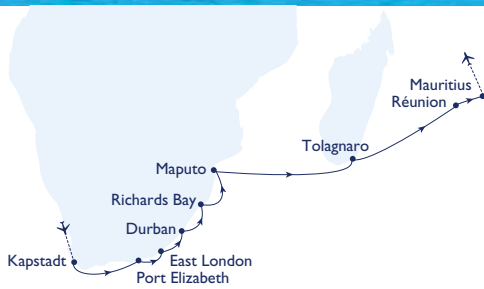 Mauritius
Réunion
Tolagnaro
Maputo
Richards Bay
Durban
Kapstadt
East London
Port Elizabeth